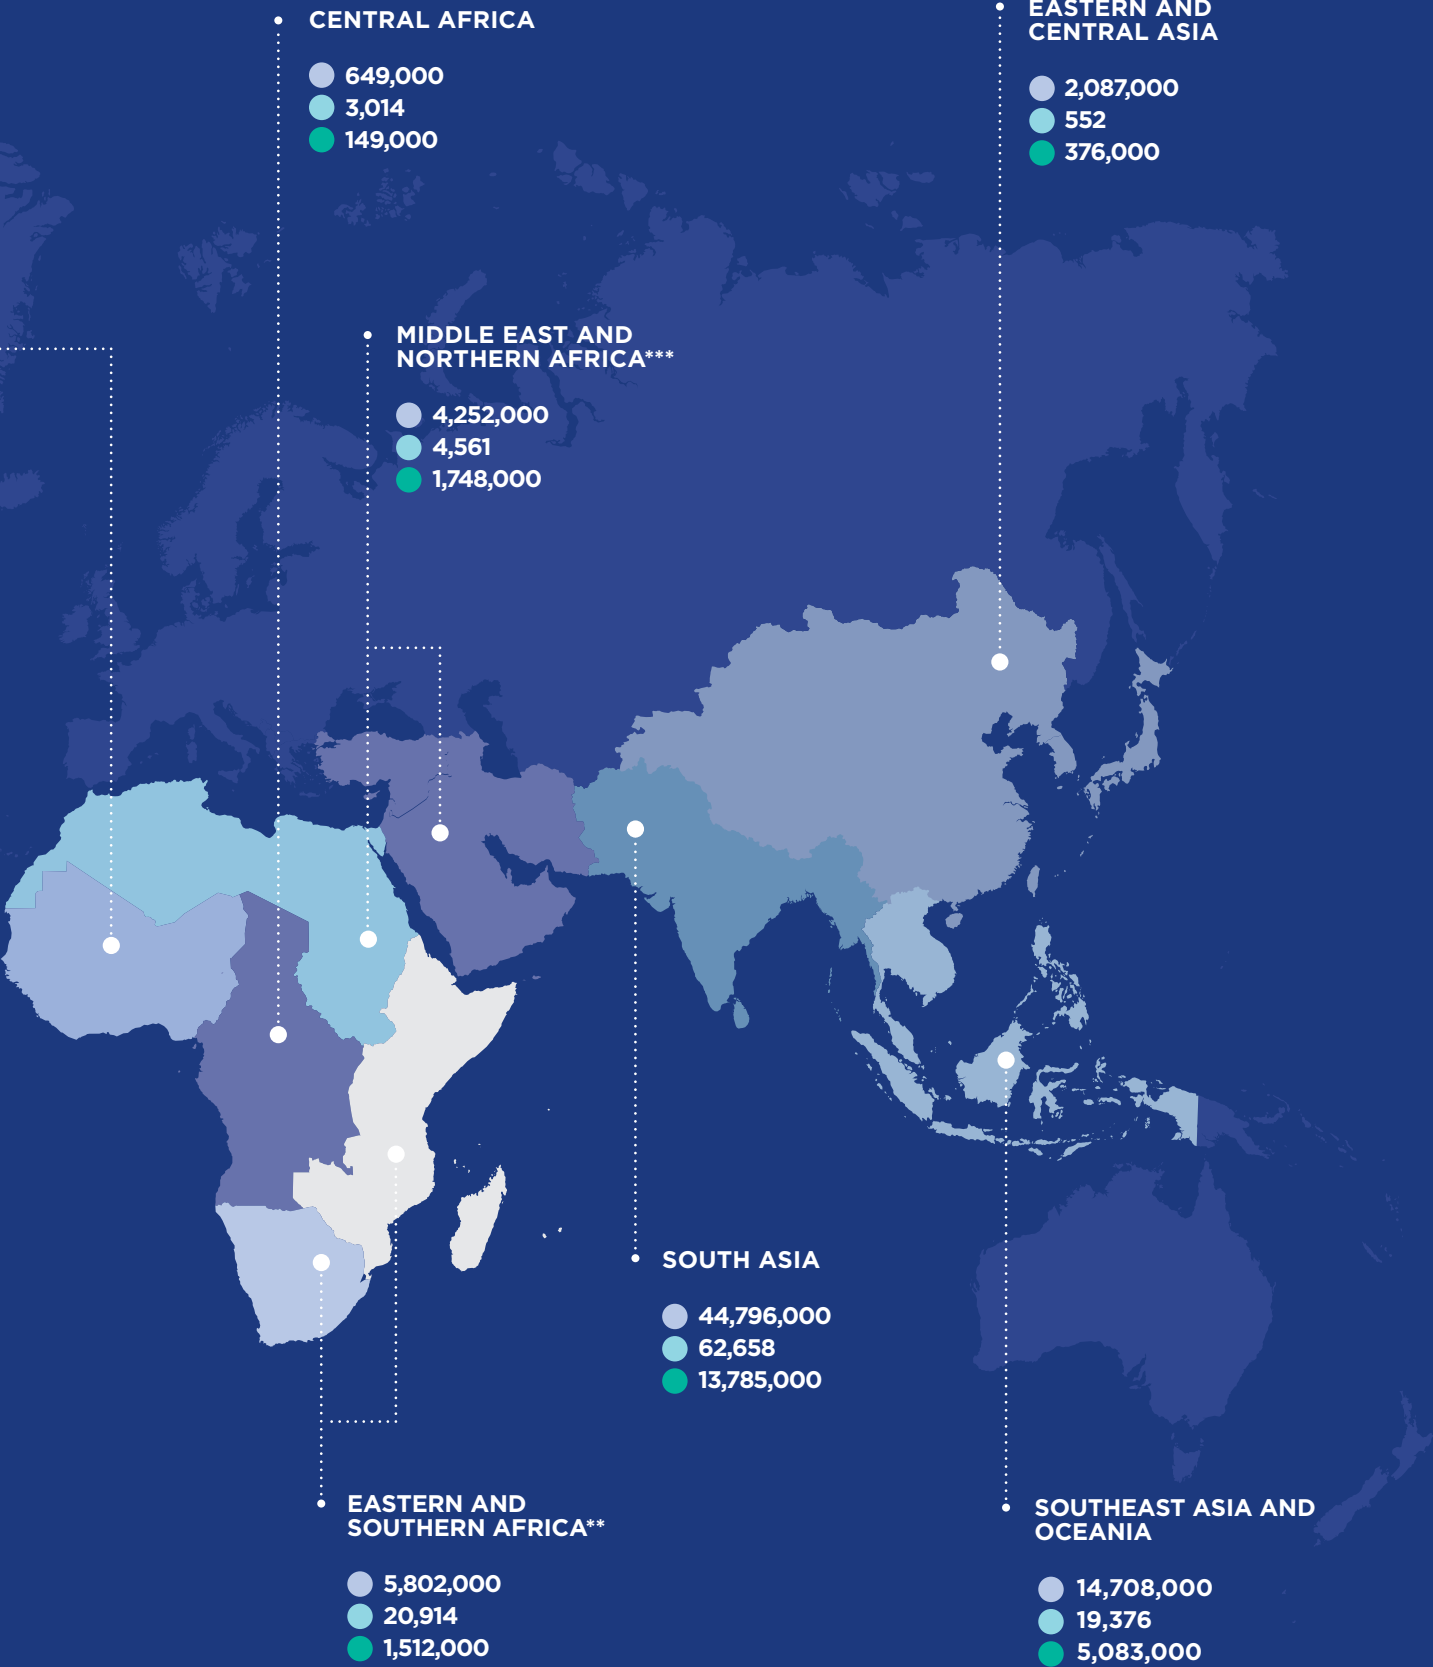 CENTRAL AFRICA
649,000
3,014
149,000
EASTERN AND
CENTRAL ASIA
2,087,000
552
376,000
MIDDLE EAST AND
NORTHERN AFRICA***
4,252,000
4,561
1,748,000
SOUTH ASIA
44,796,000
62,658
13,785,000
EASTERN AND
SOUTHERN AFRICA**
5,802,000
20,914
1,512,000
SOUTHEAST ASIA AND
OCEANIA
14,708,000
19,376
5,083,000